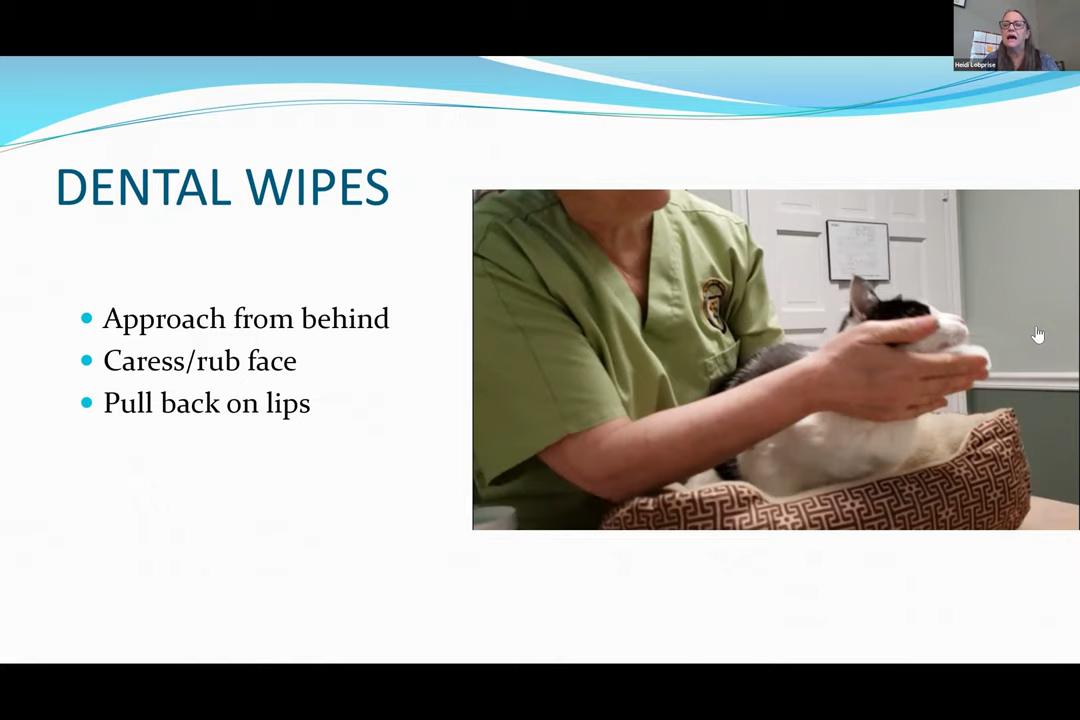 Heidi Lobprise
DENTAL WIPES
Approach from behind
Caress/rub face
Pull back on lips